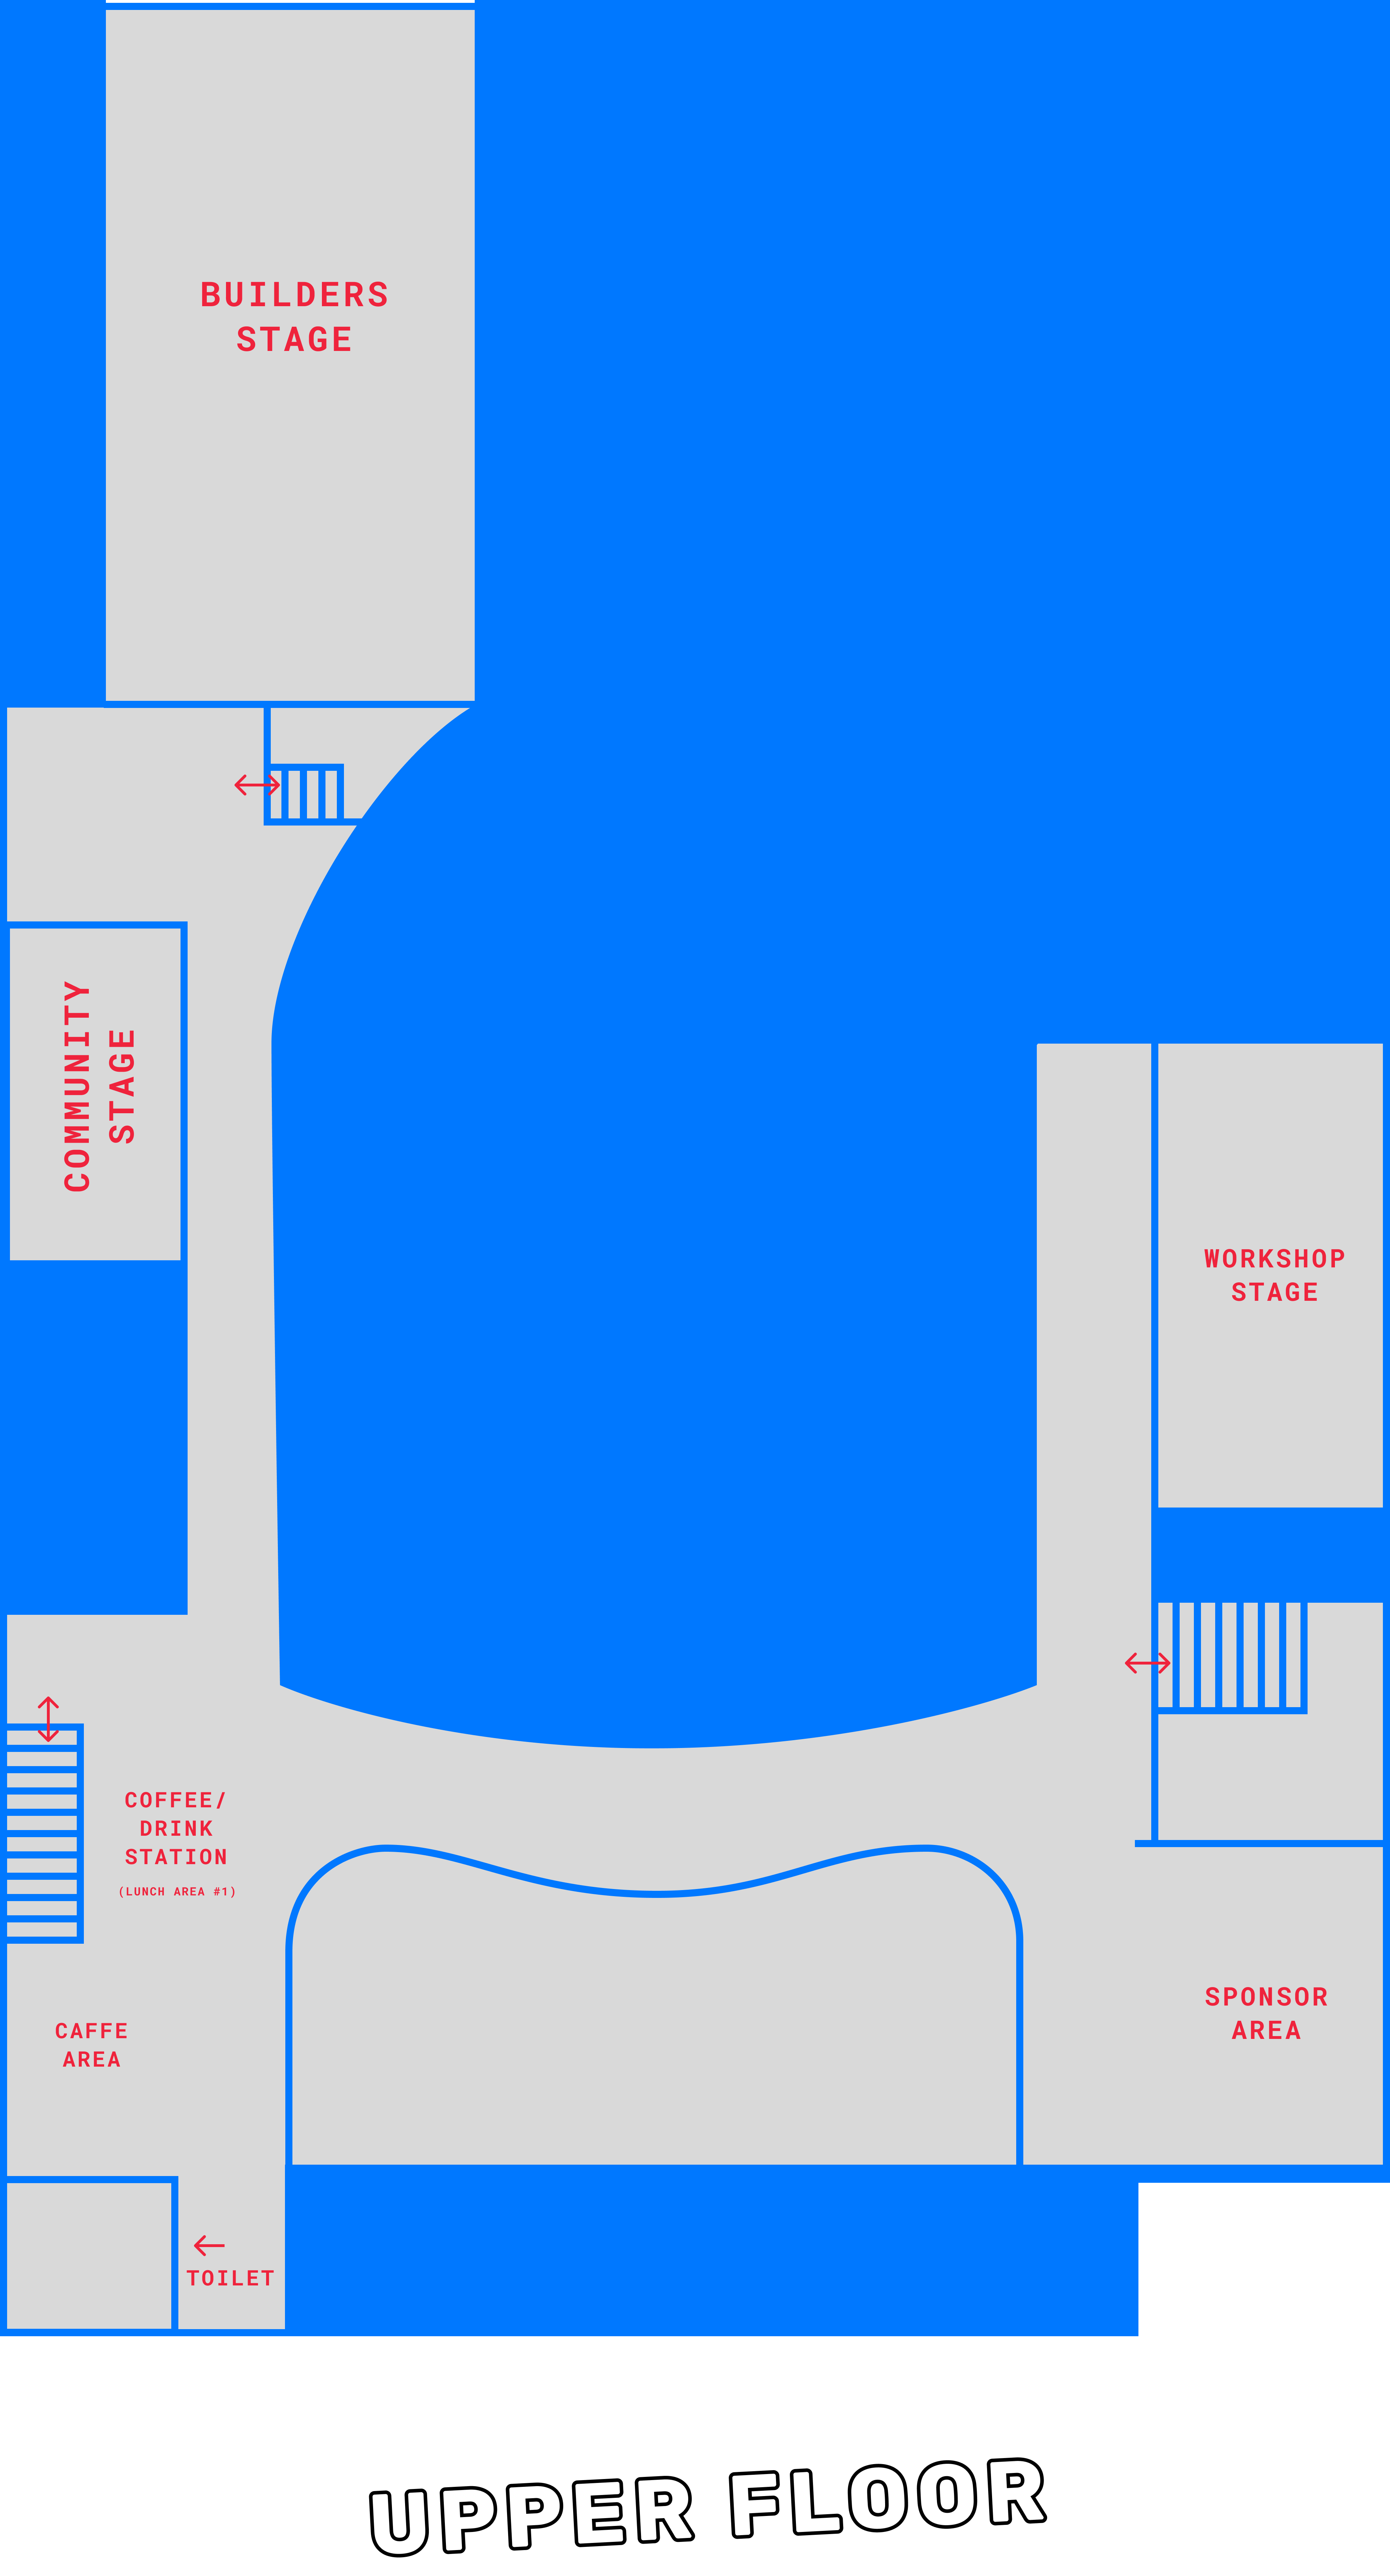 BUILDERS
STAGE
COMMUNITY
STAGE
WORKSHOP
STAGE
COFFEE/
DRINK
STATION
(LUNCH AREA #1)
SPONSOR
AREA
CAFFE
AREA
TOILET
UPPER FLOOR